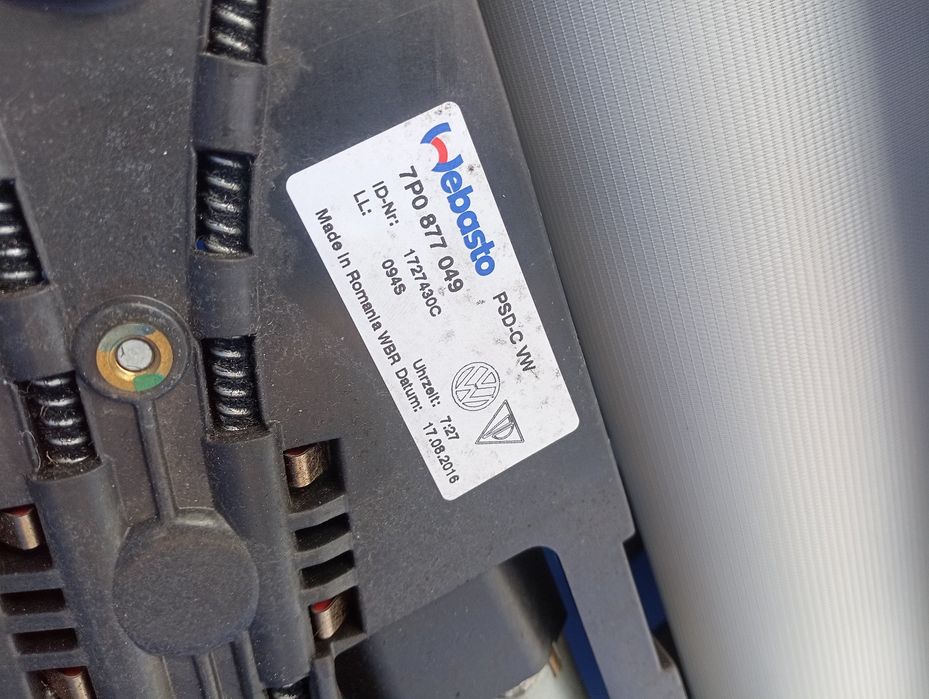 Webasto
7P0 877 049 PSD-C VW
ID-Nr: 1727430C
LL: 094S Uhrzeit: 7:27
Made in Romania WBR Datum: 17.08.2016